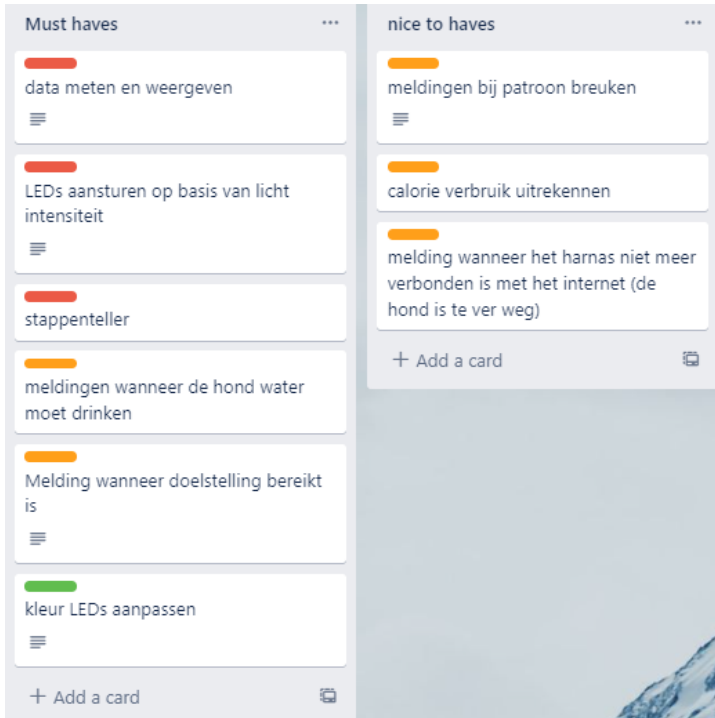 Must haves
data meten en weergeven
LEDs aansturen op basis van licht
intensiteit
stappenteller
meldingen wanneer de hond water
moet drinken
Melding wanneer doelstelling bereikt
is
kleur LEDs aanpassen
+ Add a card
nice to haves
meldingen bij patroon breuken
calorie verbruik uitrekennen
melding wanneer het harnas niet meer
verbonden is met het internet (de
hond is te ver weg)
+ Add a card